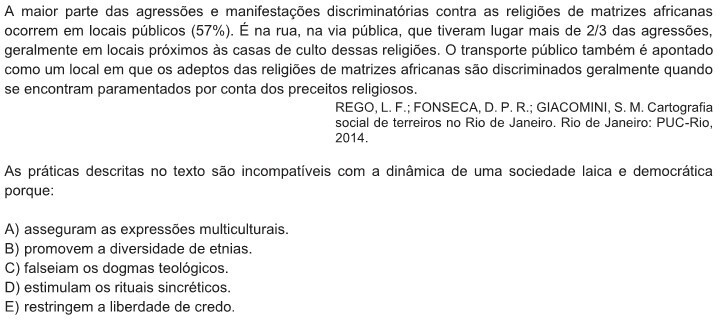 A maior parte das agressões e manifestações discriminatórias contra as religiões de matrizes africanas
ocorrem em locais públicos (57%). É na rua, na via pública, que tiveram lugar mais de 2/3 das agressões,
geralmente em locais próximos às casas de culto dessas religiões. O transporte público também é apontado
como um local em que os adeptos das religiões de matrizes africanas são discriminados geralmente quando
se encontram paramentados por conta dos preceitos religiosos.
REGO, L. F.; FONSECA, D. P. R.; GIACOMINI, S. M. Cartografia
social de terreiros no Rio de Janeiro. Rio de Janeiro: PUC-Rio,
2014.
As práticas descritas no texto são incompatíveis com a dinâmica de uma sociedade laica e democrática
porque:
A) asseguram as expressões multiculturais.
B) promovem a diversidade de etnias.
C) falseiam os dogmas teológicos.
D) estimulam os rituais sincréticos.
E) restringem a liberdade de credo.